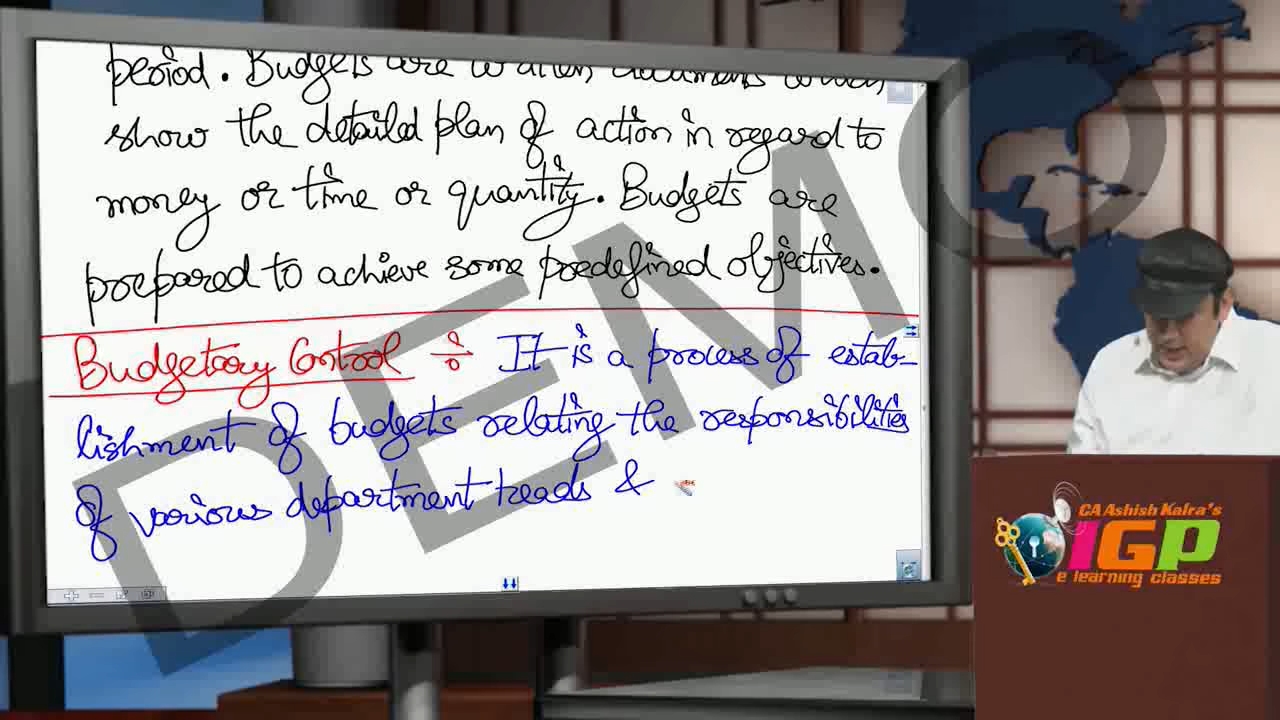 period. Budgets are written documents which
show the detailed plan of action in regard to
money or time or quantity. Budgets are
prepared to achieve some predefined objectives.
Budgetary Control ÷ It is a process of estab-
lishment of budgets relating the responsibilities
of various department heads &
DEMO
CA Ashish Kalra's
IGP
e learning classes